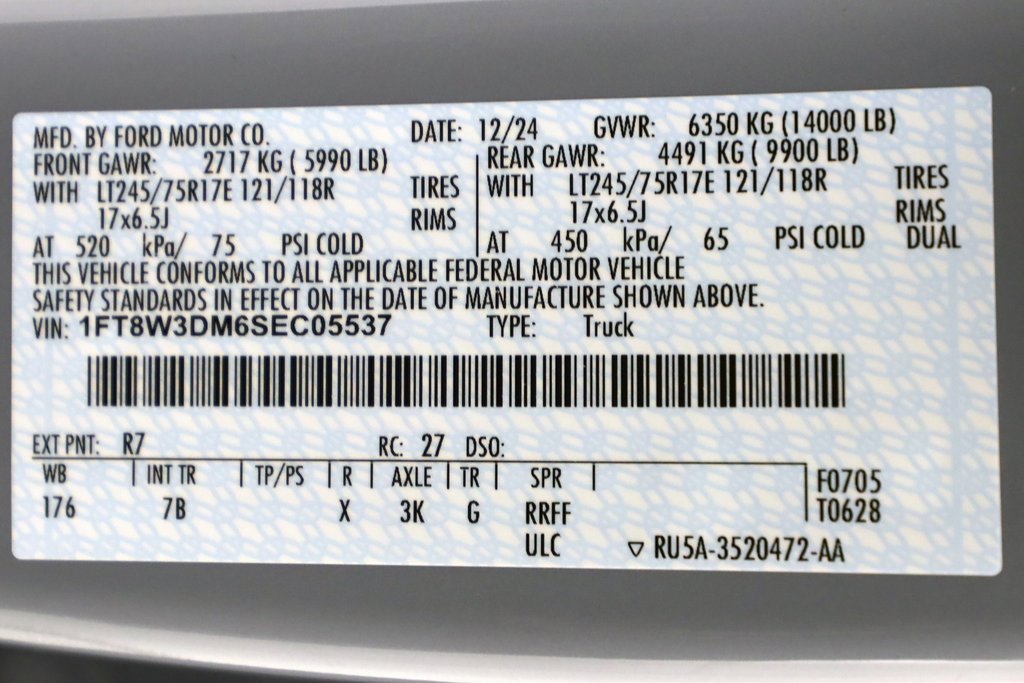 MFD. BY FORD MOTOR CO. DATE: 12/24 GVWR: 6350 KG (14000 LB)
FRONT GAWR: 2717 KG ( 5990 LB) REAR GAWR: 4491 KG ( 9900 LB)
WITH LT245/75R17E 121/118R TIRES WITH LT245/75R17E 121/118R TIRES
17x6.5J RIMS 17x6.5J RIMS
AT 520 kPa/ 75 PSI COLD AT 450 kPa/ 65 PSI COLD DUAL
THIS VEHICLE CONFORMS TO ALL APPLICABLE FEDERAL MOTOR VEHICLE
SAFETY STANDARDS IN EFFECT ON THE DATE OF MANUFACTURE SHOWN ABOVE.
VIN: 1FT8W3DM6SEC05537 TYPE: Truck
EXT PNT: R7 RC: 27 DSO:
WB INT TR TP/PS R AXLE TR SPR F0705
176 7B X 3K G RRFF T0628
ULC ▽ RU5A-3520472-AA